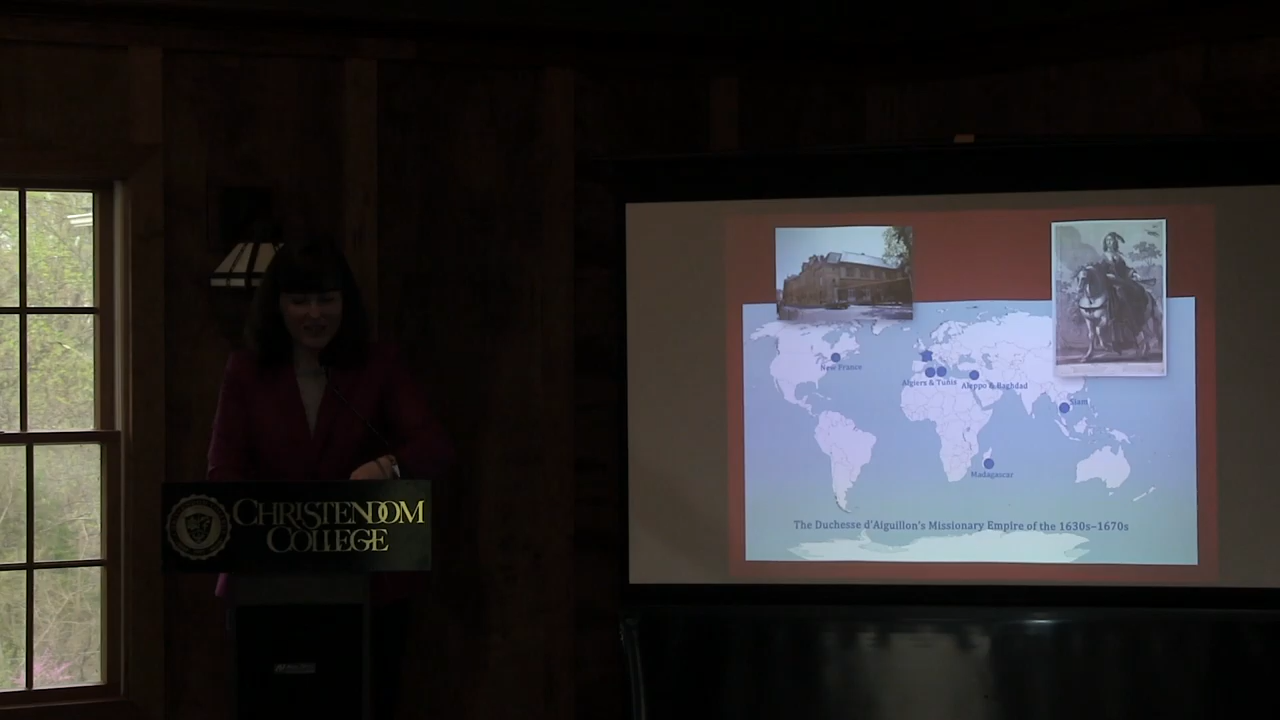 CHRISTENDOM
COLLEGE
New France
Algiers & Tunis
Aleppo & Baghdad
Siam
Madagascar
The Duchesse d'Aiguillon's Missionary Empire of the 1630s–1670s